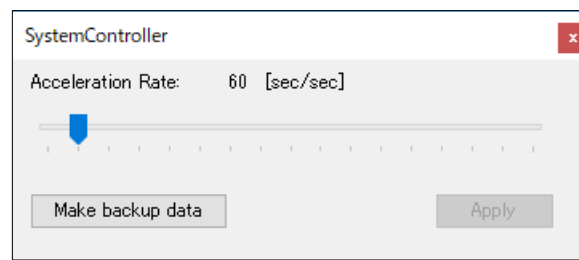 SystemController
x
Acceleration Rate: 60 [sec/sec]
Make backup data
Apply